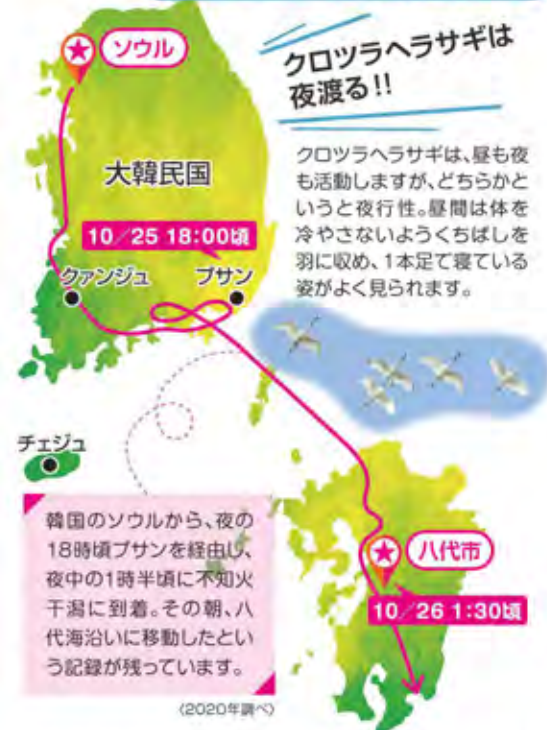 クロツラヘラサギは
夜渡る!!
クロツラヘラサギは、昼も夜
も活動しますが、どちらかと
いうと夜行性。昼間は体を
冷やさないようくちばしを
羽に収め、1本足で寝ている
姿がよく見られます。
ソウル
大韓民国
10/25 18:00頃
クァンジュ
プサン
チェジュ
八代市
10/26 1:30頃
韓国のソウルから、夜の
18時頃プサンを経由し、
夜中の1時半頃に不知火
干潟に到着。その朝、八
代海沿いに移動したとい
う記録が残っています。
(2020年調べ)